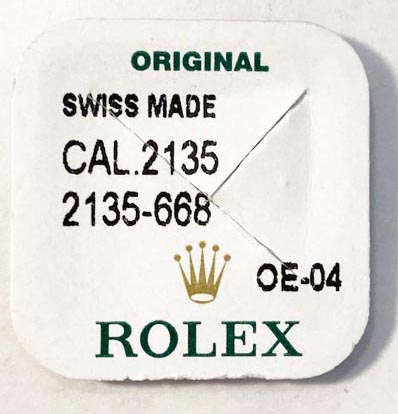 ORIGINAL
SWISS MADE
CAL.2135
2135-668
OE-04
ROLEX